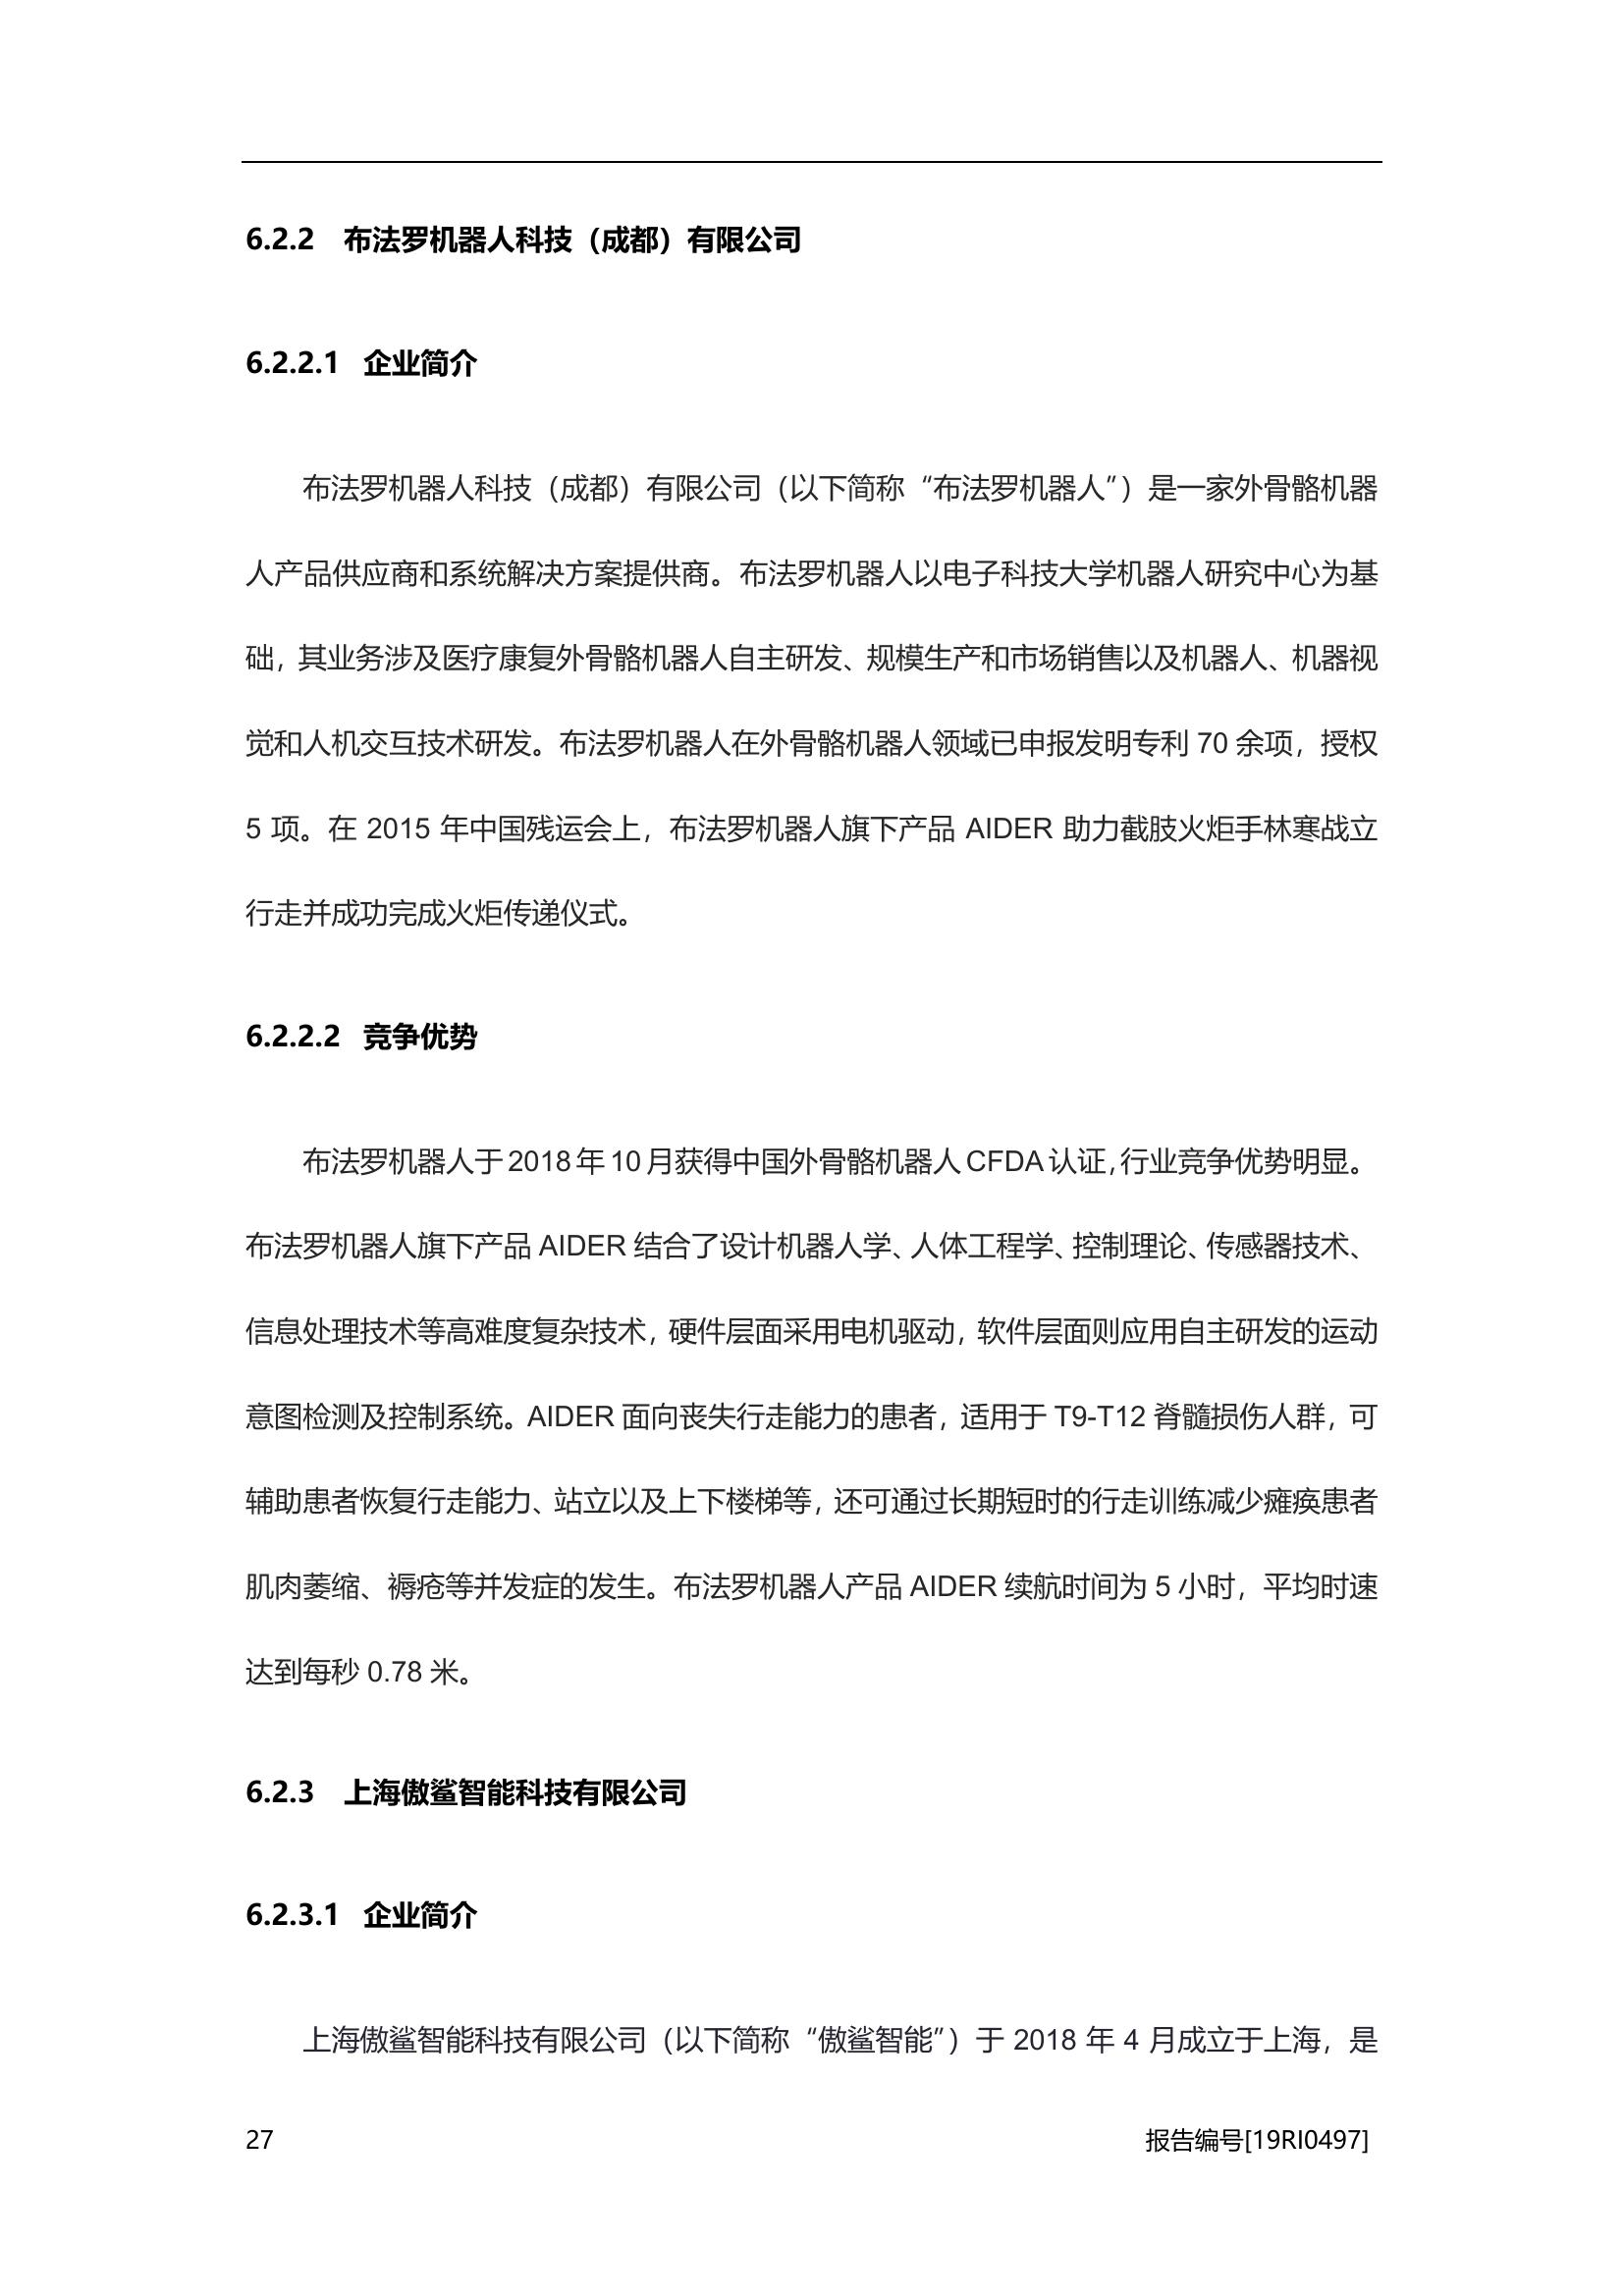 6.2.2 布法罗机器人科技（成都）有限公司
6.2.2.1 企业简介
布法罗机器人科技（成都）有限公司（以下简称“布法罗机器人”）是一家外骨骼机器
人产品供应商和系统解决方案提供商。布法罗机器人以电子科技大学机器人研究中心为基
础，其业务涉及医疗康复外骨骼机器人自主研发、规模生产和市场销售以及机器人、机器视
觉和人机交互技术研发。布法罗机器人在外骨骼机器人领域已申报发明专利 70 余项，授权
5 项。在 2015 年中国残运会上，布法罗机器人旗下产品 AIDER 助力截肢火炬手林寒战立
行走并成功完成火炬传递仪式。
6.2.2.2 竞争优势
布法罗机器人于 2018 年 10 月获得中国外骨骼机器人 CFDA 认证，行业竞争优势明显。
布法罗机器人旗下产品 AIDER 结合了设计机器人学、人体工程学、控制理论、传感器技术、
信息处理技术等高难度复杂技术，硬件层面采用电机驱动，软件层面则应用自主研发的运动
意图检测及控制系统。AIDER 面向丧失行走能力的患者，适用于 T9-T12 脊髓损伤人群，可
辅助患者恢复行走能力、站立以及上下楼梯等，还可通过长期短时的行走训练减少瘫痪患者
肌肉萎缩、褥疮等并发症的发生。布法罗机器人产品 AIDER 续航时间为 5 小时，平均时速
达到每秒 0.78 米。
6.2.3 上海傲鲨智能科技有限公司
6.2.3.1 企业简介
上海傲鲨智能科技有限公司（以下简称“傲鲨智能”）于 2018 年 4 月成立于上海，是
27 报告编号[19RI0497]